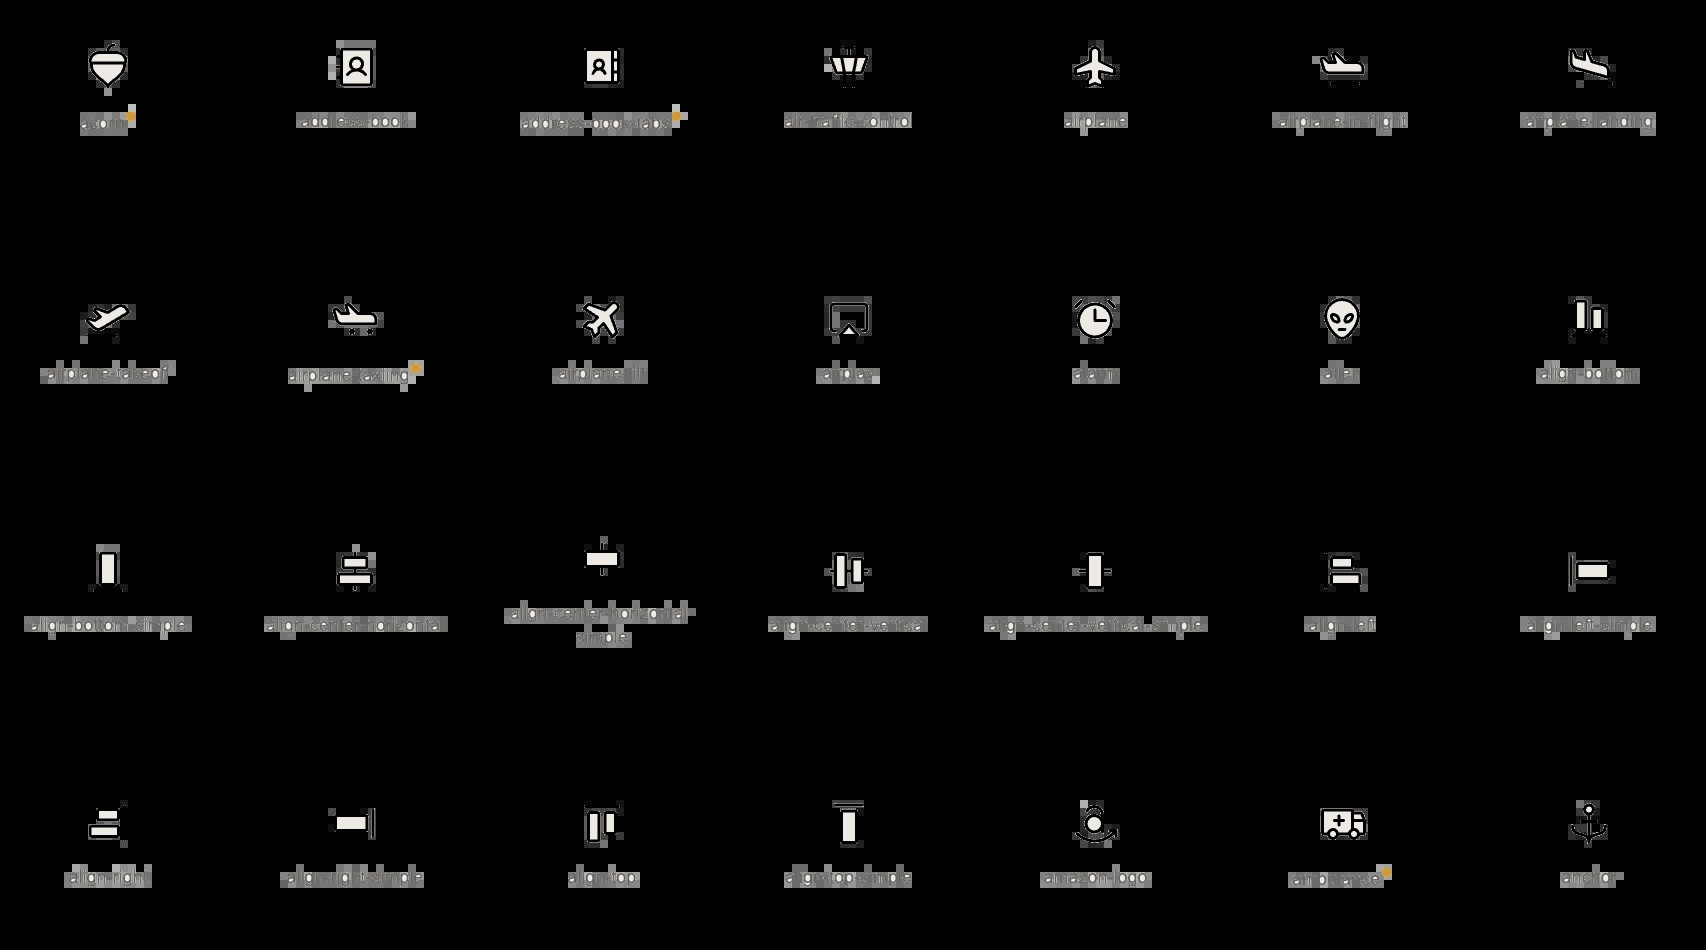 acorn
address-book
address-book-tabs
air-traffic-control
airplane
airplane-in-flight
airplane-landing
airplane-takeoff
airplane-taxiing
airplane-tilt
airplay
alarm
alien
align-bottom
align-bottom-simple
align-center-horizontal
align-center-horizontal-
simple
align-center-vertical
align-center-vertical-simple
align-left
align-left-simple
align-right
align-right-simple
align-top
align-top-simple
amazon-logo
ambulance
anchor